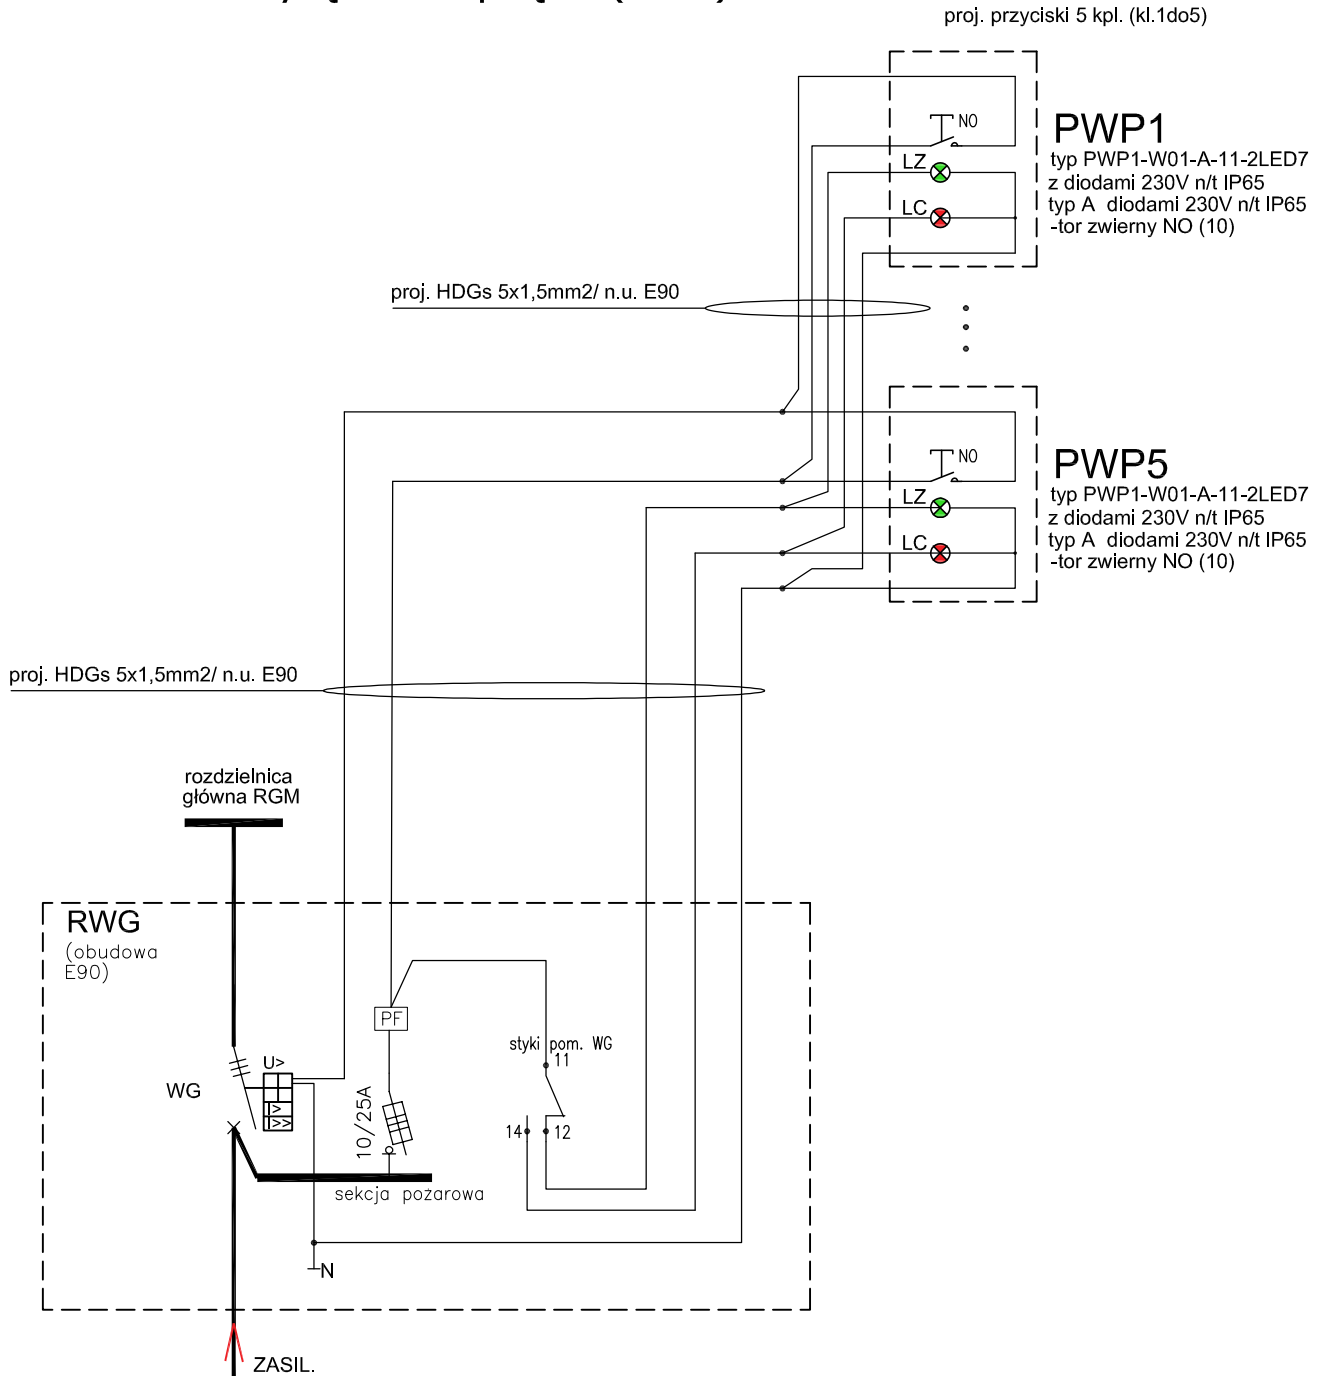 proj. przyciski 5 kpl. (kl.1do5)
NO
LZ
LC
PWP1
typ PWP1-W01-A-11-2LED7
z diodami 230V n/t IP65
typ A diodami 230V n/t IP65
-tor zwierny NO (10)
proj. HDGs 5x1,5mm2/ n.u. E90
NO
LZ
LC
PWP5
typ PWP1-W01-A-11-2LED7
z diodami 230V n/t IP65
typ A diodami 230V n/t IP65
-tor zwierny NO (10)
proj. HDGs 5x1,5mm2/ n.u. E90
rozdzielnica
główna RGM
RWG
(obudowa
E90)
PF
styki pom. WG
11
U>
WG
I>
I>>
10/25A
14
12
sekcja pożarowa
N
ZASIL.